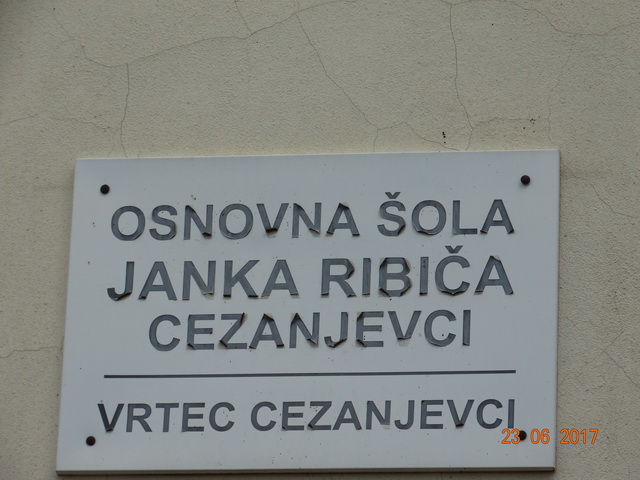 OSNOVNA ŠOLA
JANKA RIBIČA
CEZANJEVCI
VRTEC CEZANJEVCI
23 06 2017